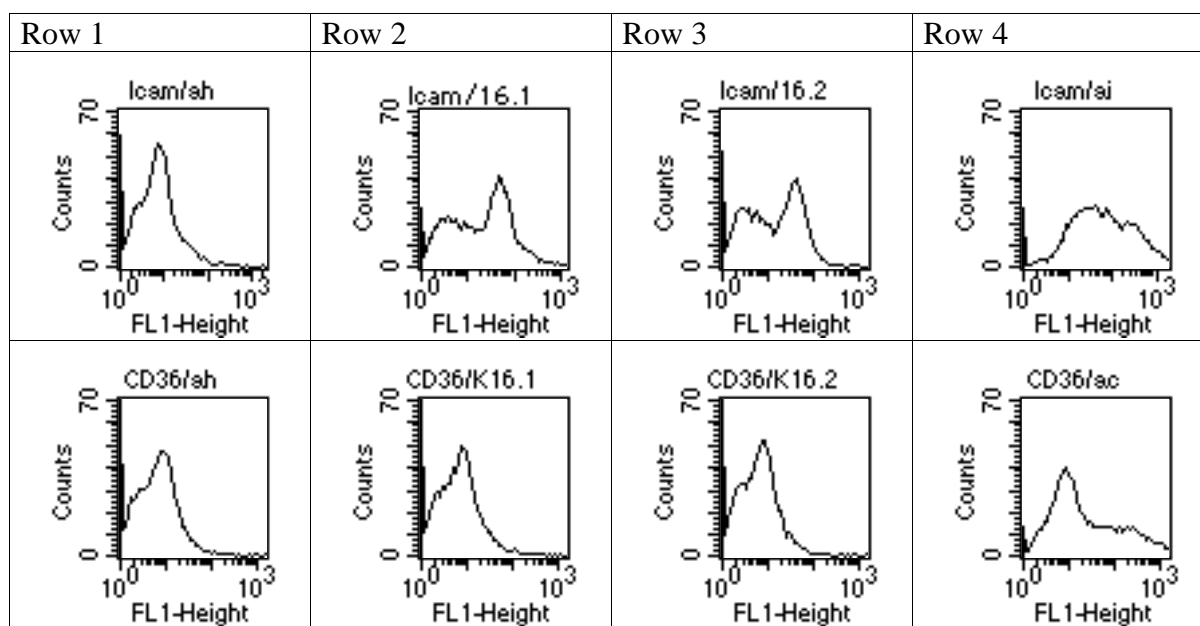 Row 1 Row 2 Row 3 Row 4
Icam/ah Icam/16.1 Icam/16.2 Icam/ai
70 70 70 70
Counts Counts Counts Counts
0 0 0 0
10^0 10^3 10^0 10^3 10^0 10^3 10^0 10^3
FL1-Height FL1-Height FL1-Height FL1-Height
CD36/ah CD36/K16.1 CD36/K16.2 CD36/ac
70 70 70 70
Counts Counts Counts Counts
0 0 0 0
10^0 10^3 10^0 10^3 10^0 10^3 10^0 10^3
FL1-Height FL1-Height FL1-Height FL1-Height